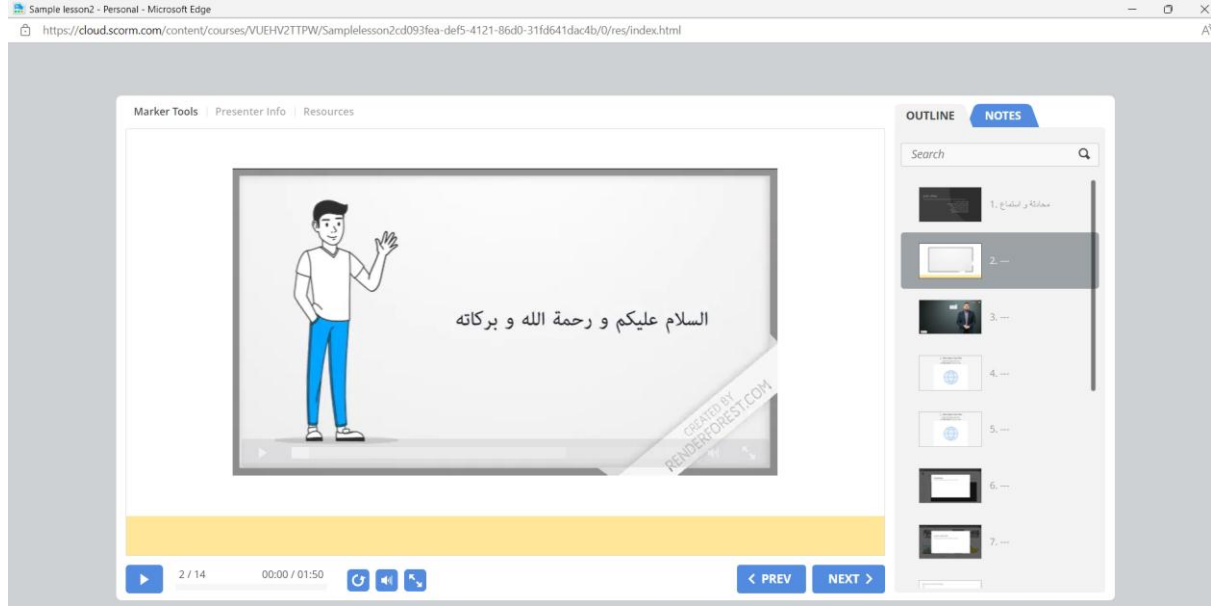 Sample lesson2 - Personal - Microsoft Edge
https://cloud.scorm.com/content/courses/VUEHV2TTPW/Samplelesson2cd093fea-def5-4121-86d0-31fd641dac4b/0/res/index.html
Marker Tools | Presenter Info | Resources
السلام عليكم و رحمة الله و بركاته
CREATED BY
RENDERFOREST.COM
2 / 14
00:00 / 01:50
PREV
NEXT
OUTLINE
NOTES
Search
1. محادثة و استماع
2. ---
3. ---
4. ---
5. ---
6. ---
7. ---